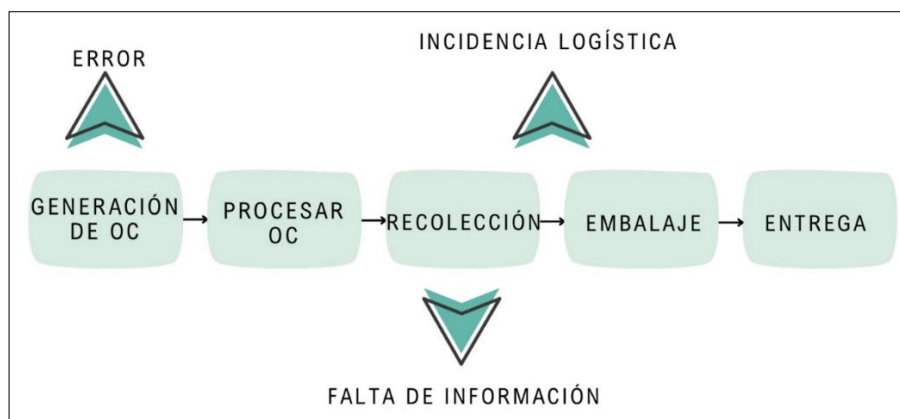 ERROR
INCIDENCIA LOGÍSTICA
GENERACIÓN
DE OC
PROCESAR
OC
RECOLECCIÓN
EMBALAJE
ENTREGA
FALTA DE INFORMACIÓN